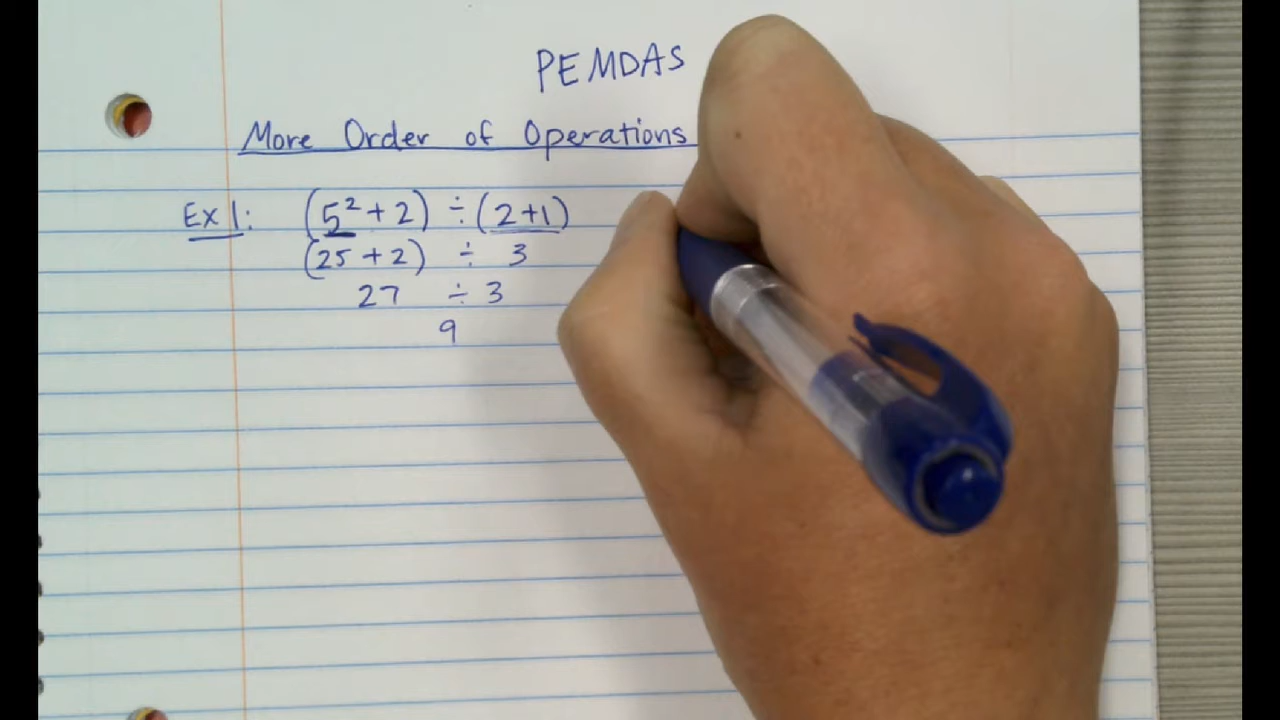 PEMDAS
More Order of Operations
Ex 1: (5² + 2) ÷ (2 + 1)
(25 + 2) ÷ 3
27 ÷ 3
9